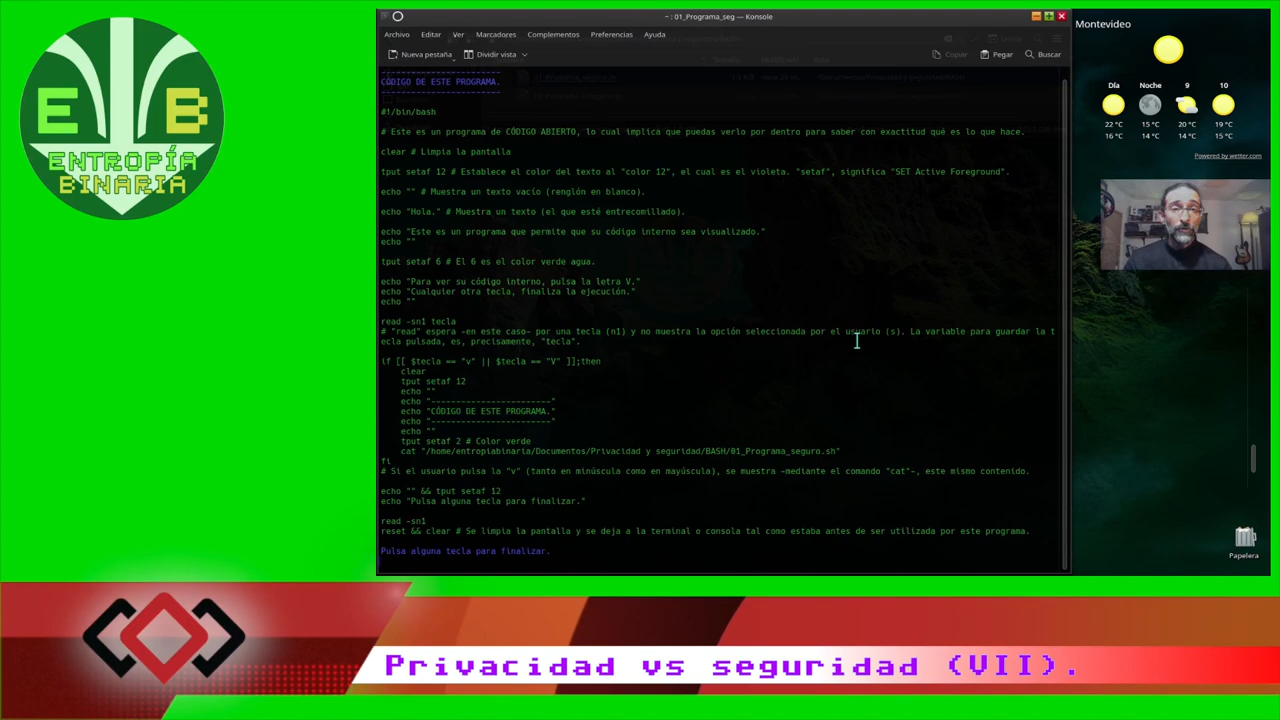 E B
ENTROPÍA
BINARIA
~ : 01_Programa_seg — Konsole
Archivo Editar Ver Marcadores Complementos Preferencias Ayuda
Nueva pestaña Dividir vista Copiar Pegar Buscar
-------------------------
CÓDIGO DE ESTE PROGRAMA.
------------------------
#!/bin/bash
# Este es un programa de CÓDIGO ABIERTO, lo cual implica que puedas verlo por dentro para saber con exactitud qué es lo que hace.
clear # Limpia la pantalla
tput setaf 12 # Establece el color del texto al "color 12", el cual es el violeta. "setaf", significa "SET Active Foreground".
echo "" # Muestra un texto vacío (renglón en blanco).
echo "Hola." # Muestra un texto (el que esté entrecomillado).
echo "Este es un programa que permite que su código interno sea visualizado."
echo ""
tput setaf 6 # El 6 es el color verde agua.
echo "Para ver su código interno, pulsa la letra V."
echo "Cualquier otra tecla, finaliza la ejecución."
echo ""
read -sn1 tecla
# "read" espera -en este caso- por una tecla (n1) y no muestra la opción seleccionada por el usuario (s). La variable para guardar la t
ecla pulsada, es, precisamente, "tecla".
if [[ $tecla == "v" || $tecla == "V" ]];then
clear
tput setaf 12
echo ""
echo "------------------------"
echo "CÓDIGO DE ESTE PROGRAMA."
echo "------------------------"
echo ""
tput setaf 2 # Color verde
cat "/home/entropiabinaria/Documentos/Privacidad y seguridad/BASH/01_Programa_seguro.sh"
fi
# Si el usuario pulsa la "v" (tanto en minúscula como en mayúscula), se muestra -mediante el comando "cat"-, este mismo contenido.
echo "" && tput setaf 12
echo "Pulsa alguna tecla para finalizar."
read -sn1
reset && clear # Se limpia la pantalla y se deja a la terminal o consola tal como estaba antes de ser utilizada por este programa.
Pulsa alguna tecla para finalizar.
Montevideo
Día Noche 9 10
22 °C 15 °C 20 °C 19 °C
16 °C 14 °C 14 °C 15 °C
Powered by wetter.com
Papelera
Privacidad vs seguridad (VII).